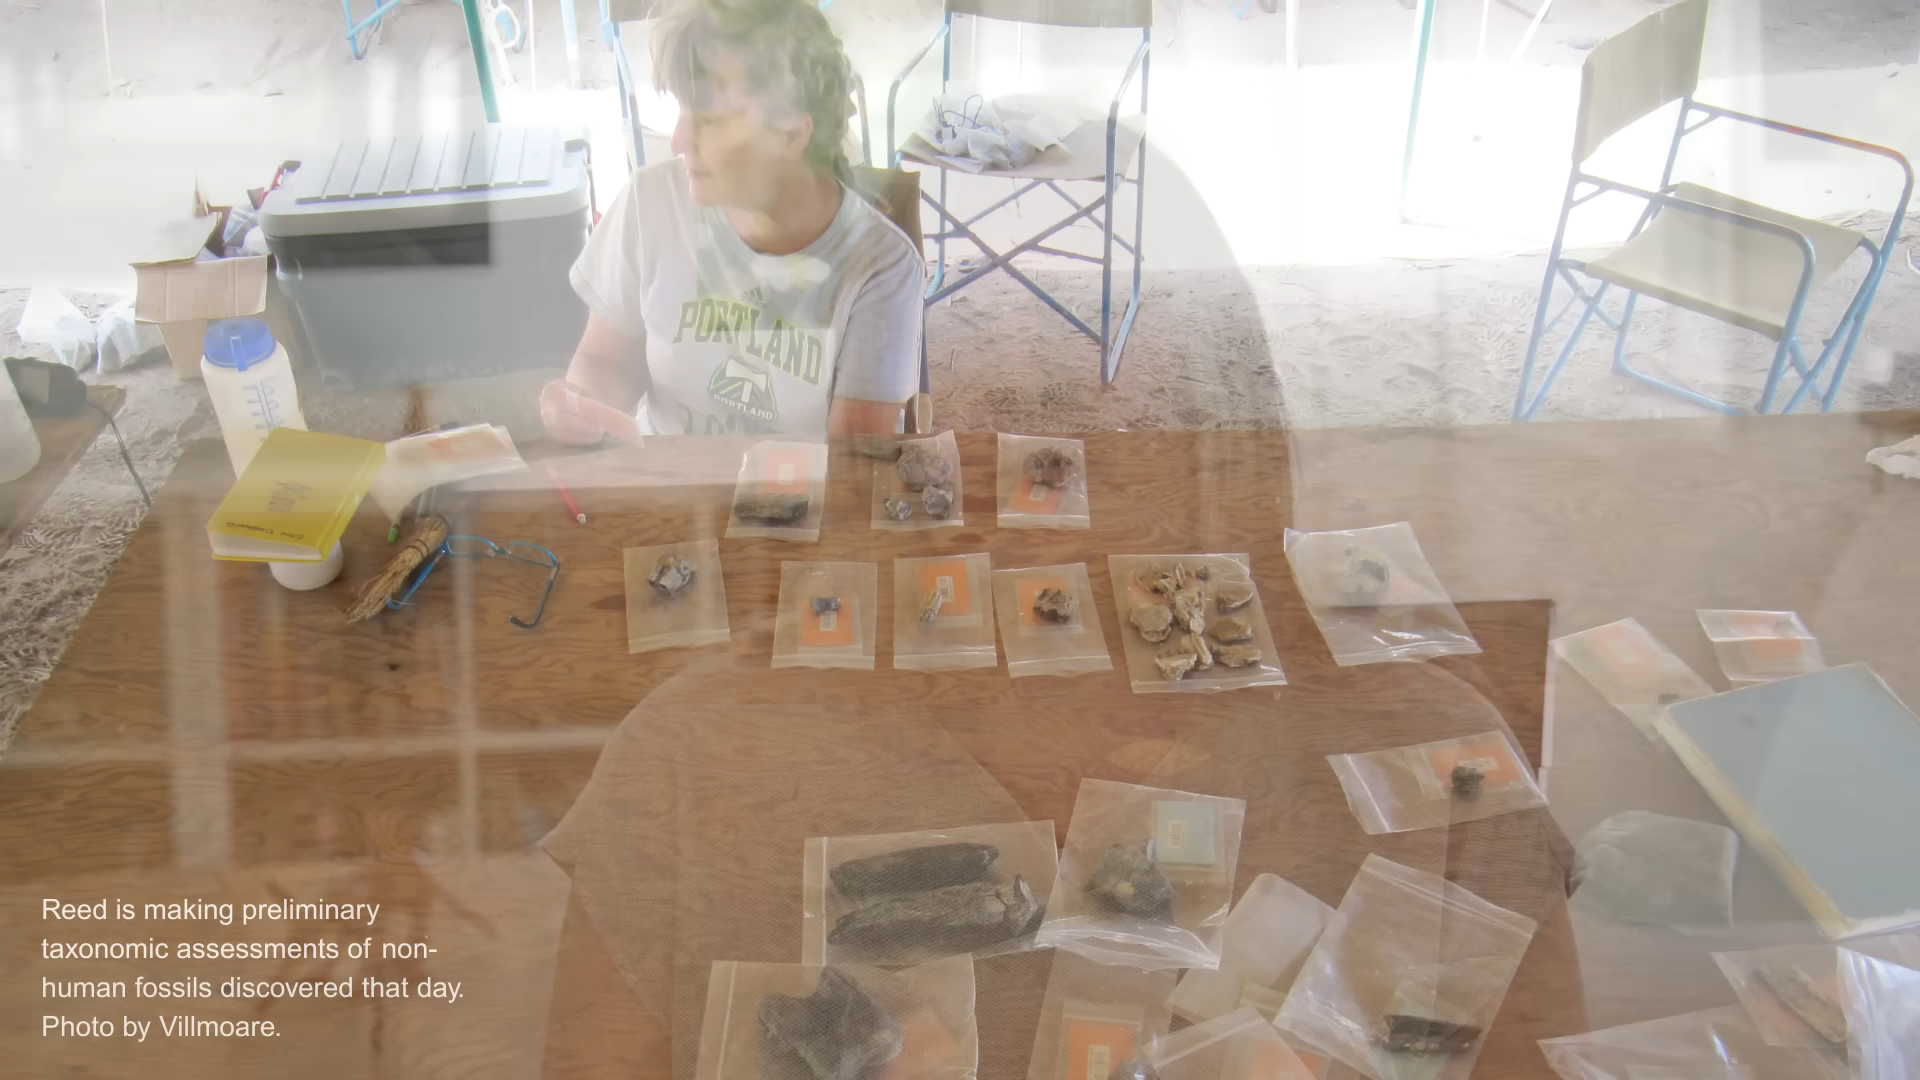 PORTLAND
PORTLAND
Reed is making preliminary
taxonomic assessments of non-
human fossils discovered that day.
Photo by Villmoare.